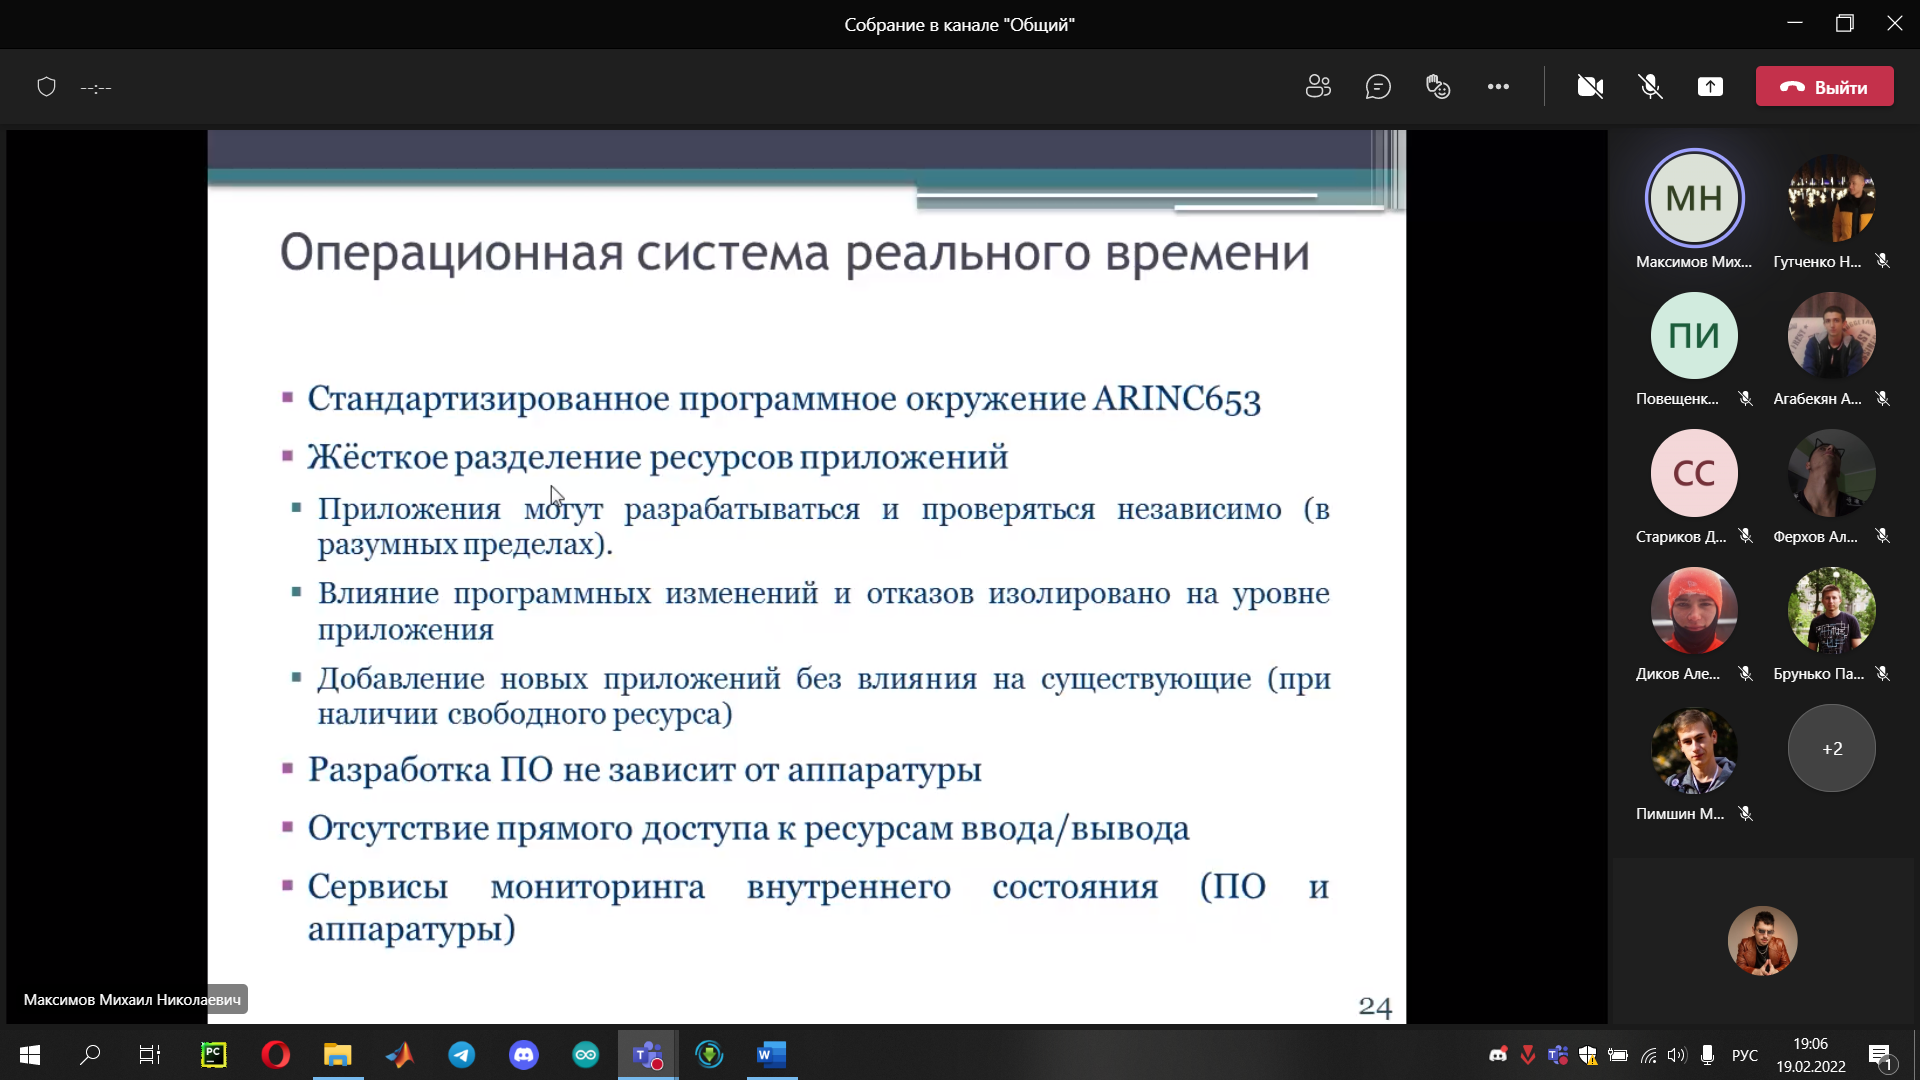 Собрание в канале "Общий"
--:--
Выйти
Операционная система реального времени
Стандартизированное программное окружение ARINC653
Жёсткое разделение ресурсов приложений
Приложения могут разрабатываться и проверяться независимо (в
разумных пределах).
Влияние программных изменений и отказов изолировано на уровне
приложения
Добавление новых приложений без влияния на существующие (при
наличии свободного ресурса)
Разработка ПО не зависит от аппаратуры
Отсутствие прямого доступа к ресурсам ввода/вывода
Сервисы мониторинга внутреннего состояния (ПО и
аппаратуры)
24
Максимов Михаил Николаевич
МН
Максимов Мих...
Гутченко Н...
ПИ
Повещенк...
Агабекян А...
СС
Стариков Д...
Ферхов Ал...
Диков Але...
Брунько Па...
Пимшин М...
+2
PC
T
W
РУС
19:06
19.02.2022
1